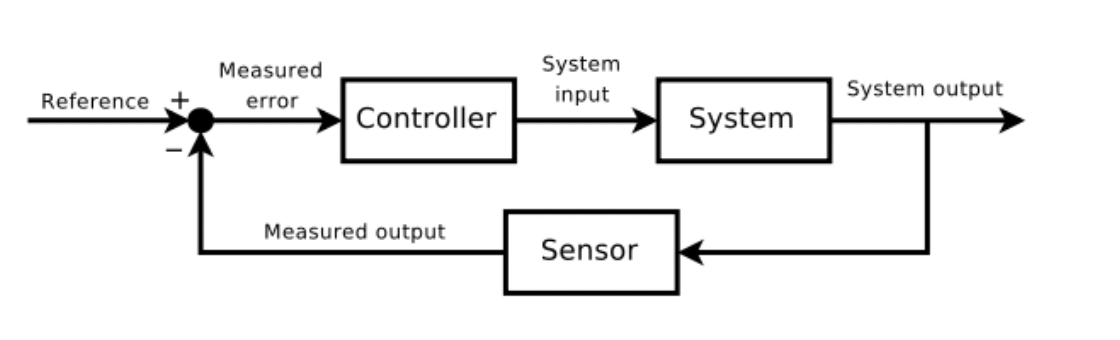 Measured
error
System
input
System output
Reference
+
Controller
System
−
Measured output
Sensor